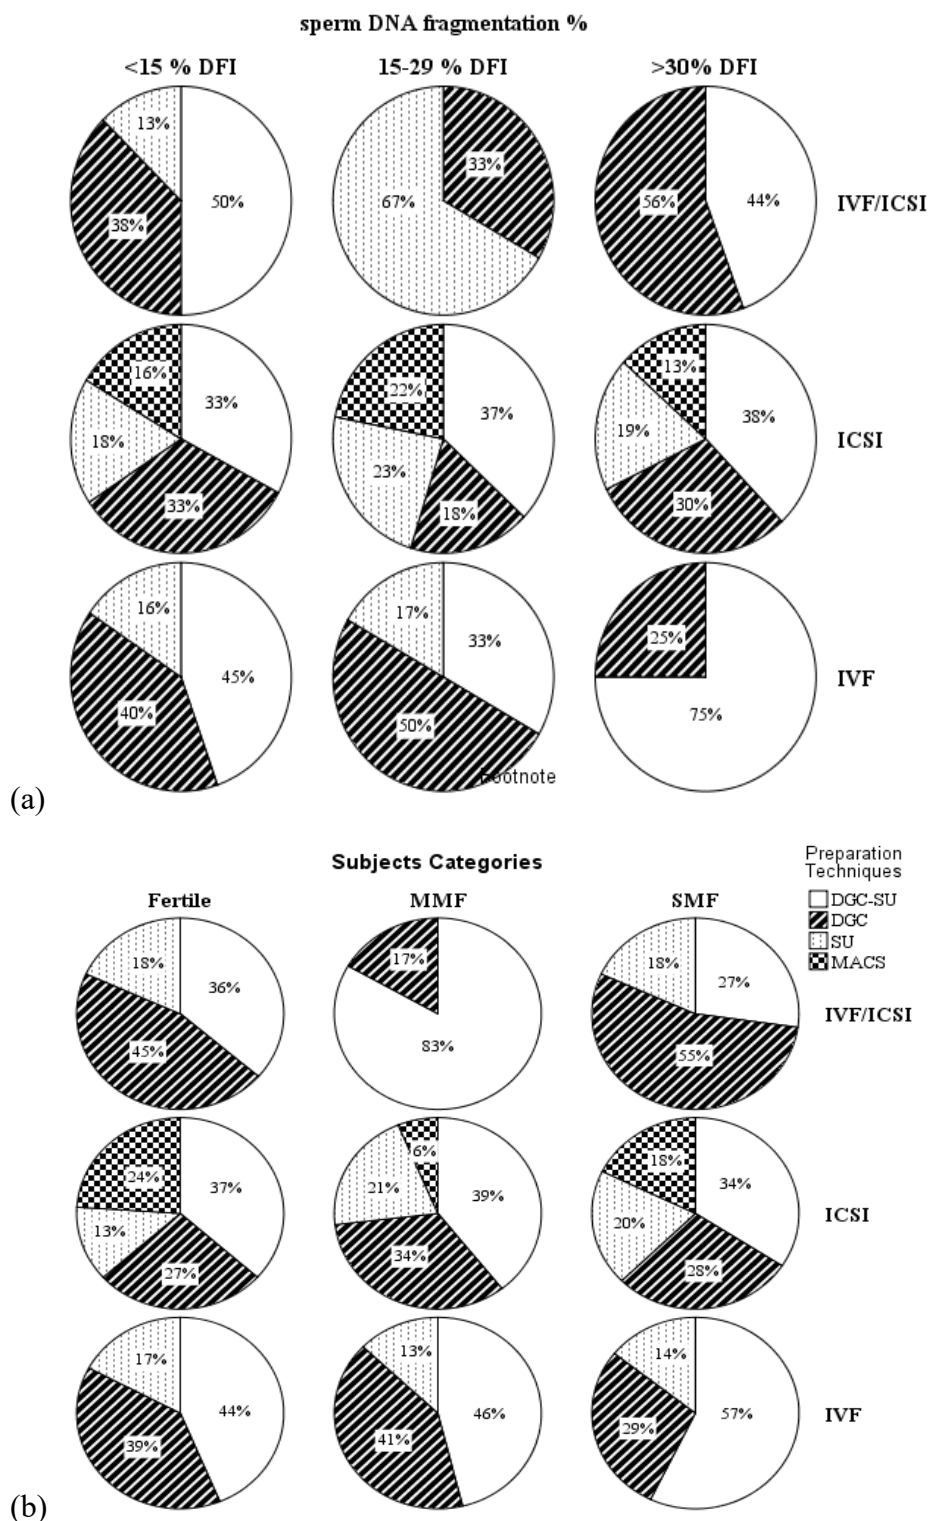 sperm DNA fragmentation %
<15 % DFI 15-29 % DFI >30% DFI
13% 50% 38%
67% 33%
56% 44%
IVF/ICSI
16% 33% 18% 33%
22% 37% 23% 18%
13% 38% 19% 30%
ICSI
16% 45% 40%
17% 33% 50%
25% 75%
IVF
Footnote
(a)
Subjects Categories
Preparation
Techniques
DGC-SU
DGC
SU
MACS
Fertile MMF SMF
18% 36% 45%
17% 83%
18% 27% 55%
IVF/ICSI
24% 37% 13% 27%
6% 39% 21% 34%
18% 34% 20% 28%
ICSI
17% 44% 39%
13% 46% 41%
14% 57% 29%
IVF
(b)